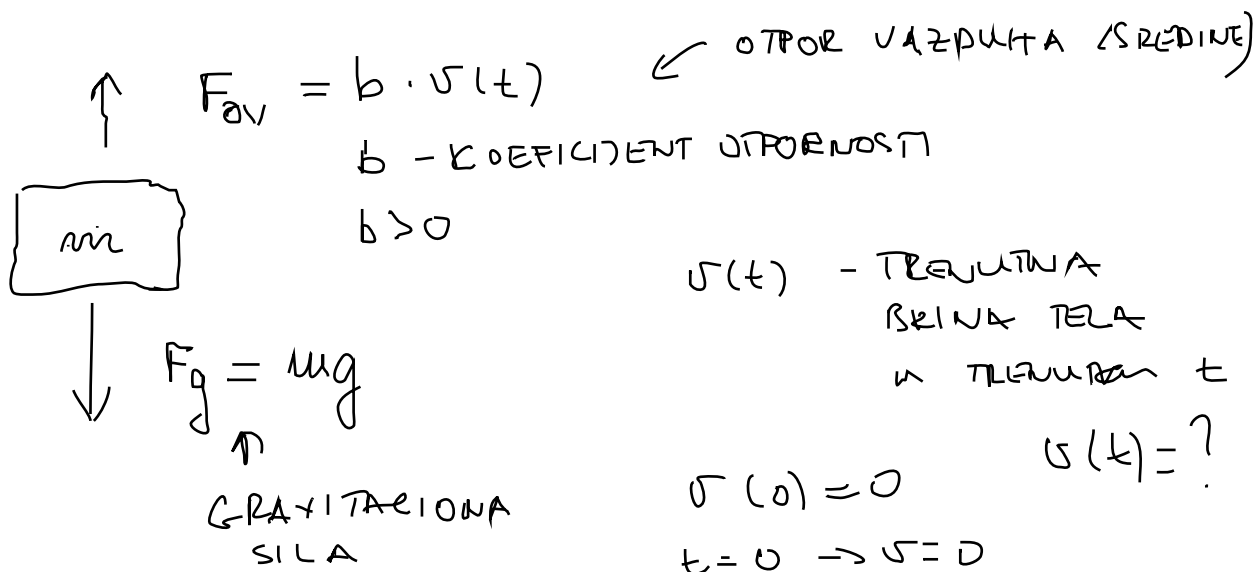 OTPOR VAZDUHA (SREDINE)
F_ov = b · v(t)
b - KOEFICIJENT OTPORNOSTI
b > 0
m
v(t) - TRENUTNA
BRZINA TELA
u TRENUTKU t
F_g = mg
v(t) = ?
GRAVITACIONA
SILA
v(0) = 0
t = 0 → v = 0